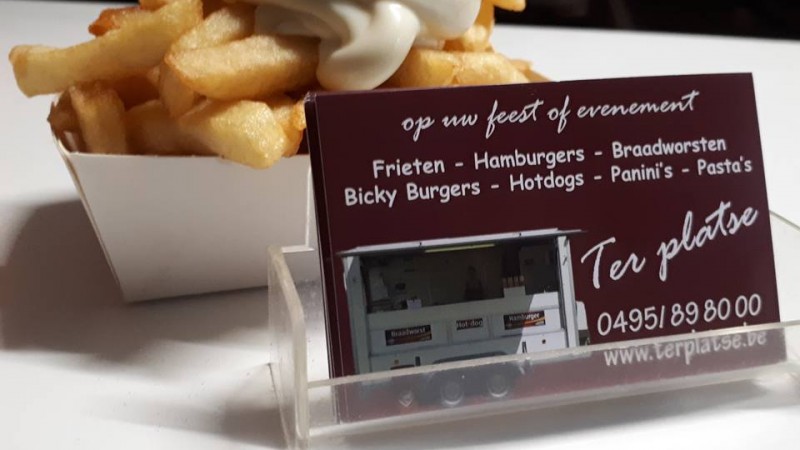 op uw feest of evenement
Frieten - Hamburgers - Braadworsten
Bicky Burgers - Hotdogs - Panini's - Pasta's
Ter platse
0495/89 80 00
www.terplatse.be
Braadworst
Hot-dog
Hamburger